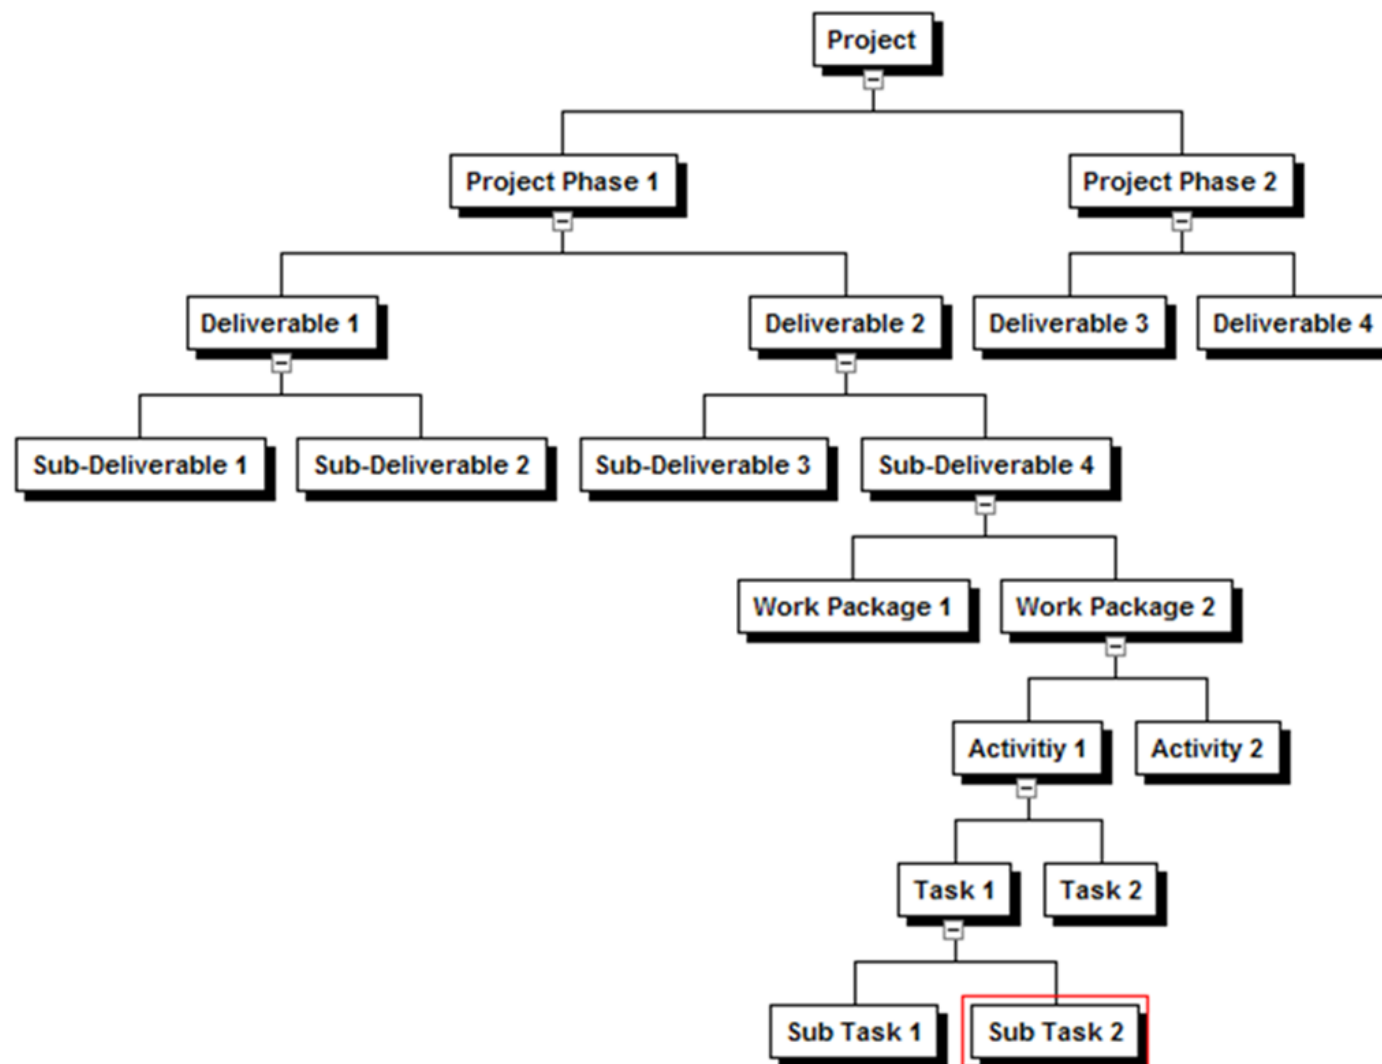 Project
Project Phase 1
Project Phase 2
Deliverable 1
Deliverable 2
Deliverable 3
Deliverable 4
Sub-Deliverable 1
Sub-Deliverable 2
Sub-Deliverable 3
Sub-Deliverable 4
Work Package 1
Work Package 2
Activitiy 1
Activity 2
Task 1
Task 2
Sub Task 1
Sub Task 2